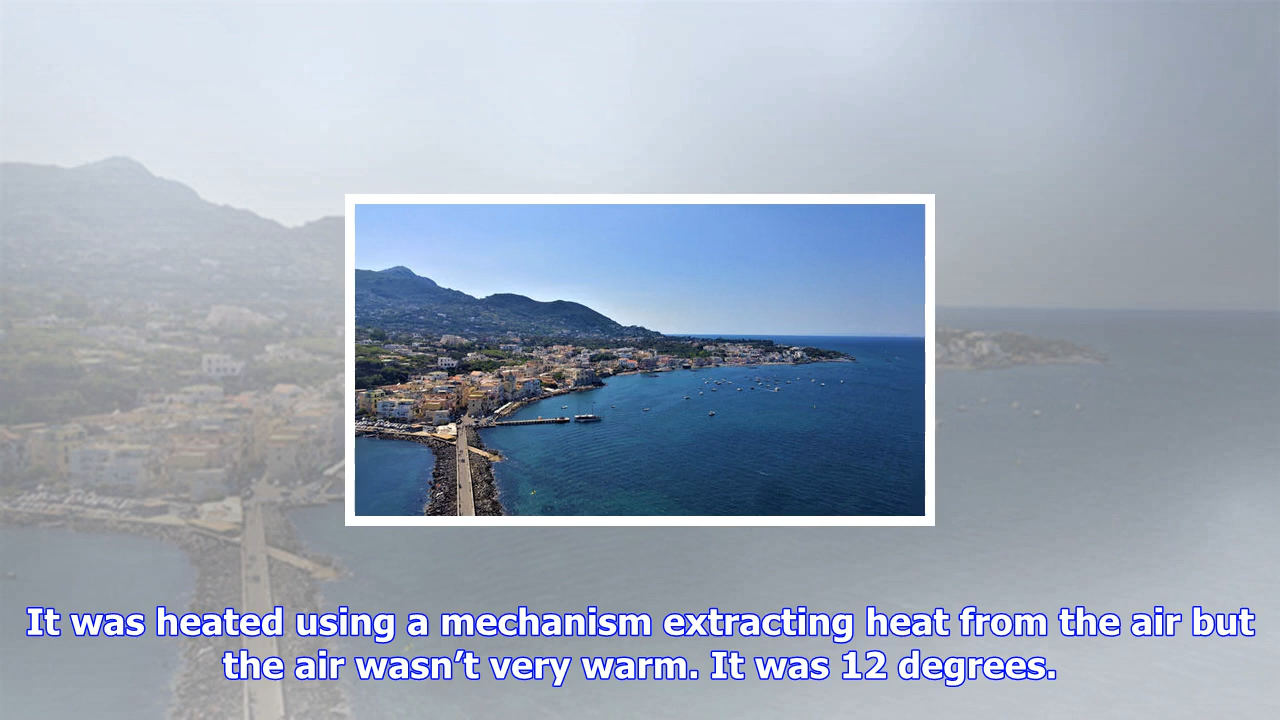 It was heated using a mechanism extracting heat from the air but
the air wasn’t very warm. It was 12 degrees.